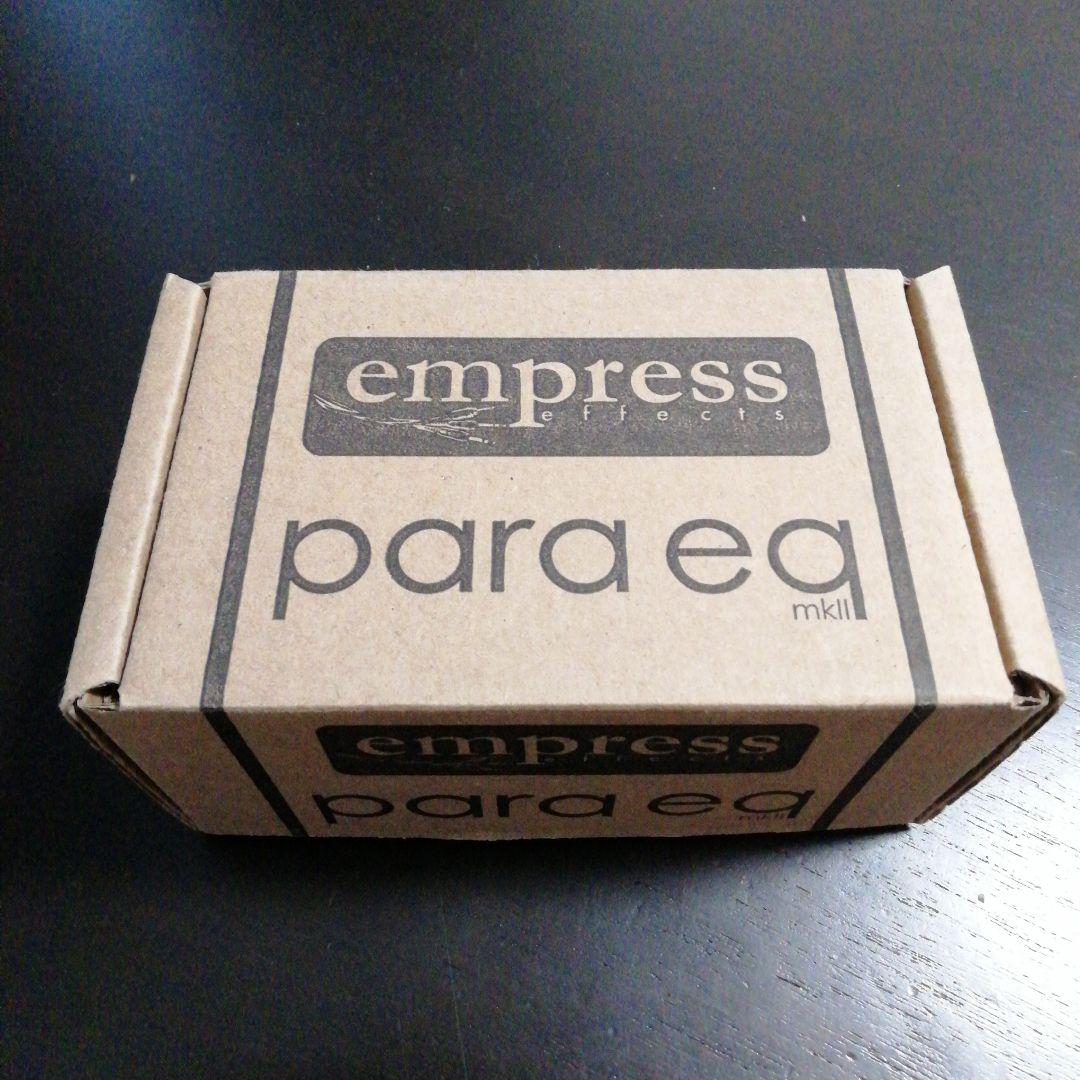 empress
effects
para eq
mkII
empress
effects
para eq
mkII